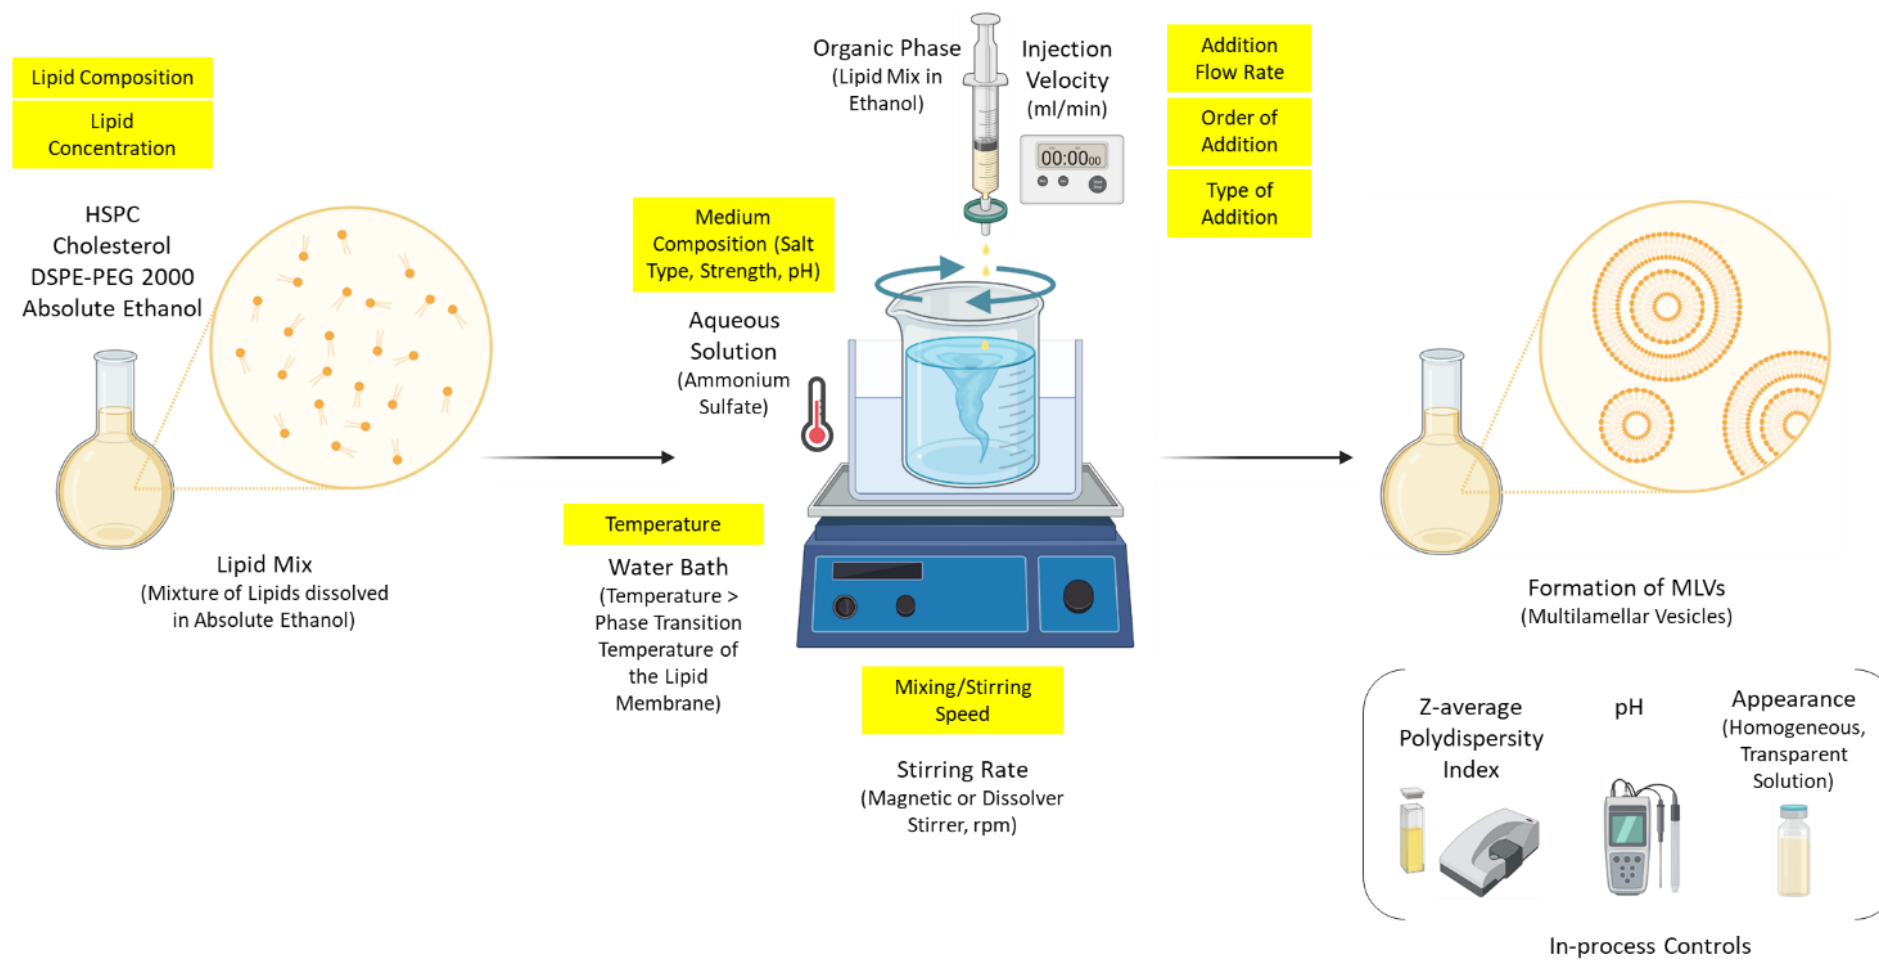 Lipid Composition
Lipid
Concentration
HSPC
Cholesterol
DSPE-PEG 2000
Absolute Ethanol
Lipid Mix
(Mixture of Lipids dissolved
in Absolute Ethanol)
Organic Phase
(Lipid Mix in
Ethanol)
Injection
Velocity
(ml/min)
00:0000
Addition
Flow Rate
Order of
Addition
Type of
Addition
Medium
Composition (Salt
Type, Strength, pH)
Aqueous
Solution
(Ammonium
Sulfate)
Temperature
Water Bath
(Temperature >
Phase Transition
Temperature of
the Lipid
Membrane)
Mixing/Stirring
Speed
Stirring Rate
(Magnetic or Dissolver
Stirrer, rpm)
Formation of MLVs
(Multilamellar Vesicles)
Z-average
Polydispersity
Index
pH
Appearance
(Homogeneous,
Transparent
Solution)
In-process Controls